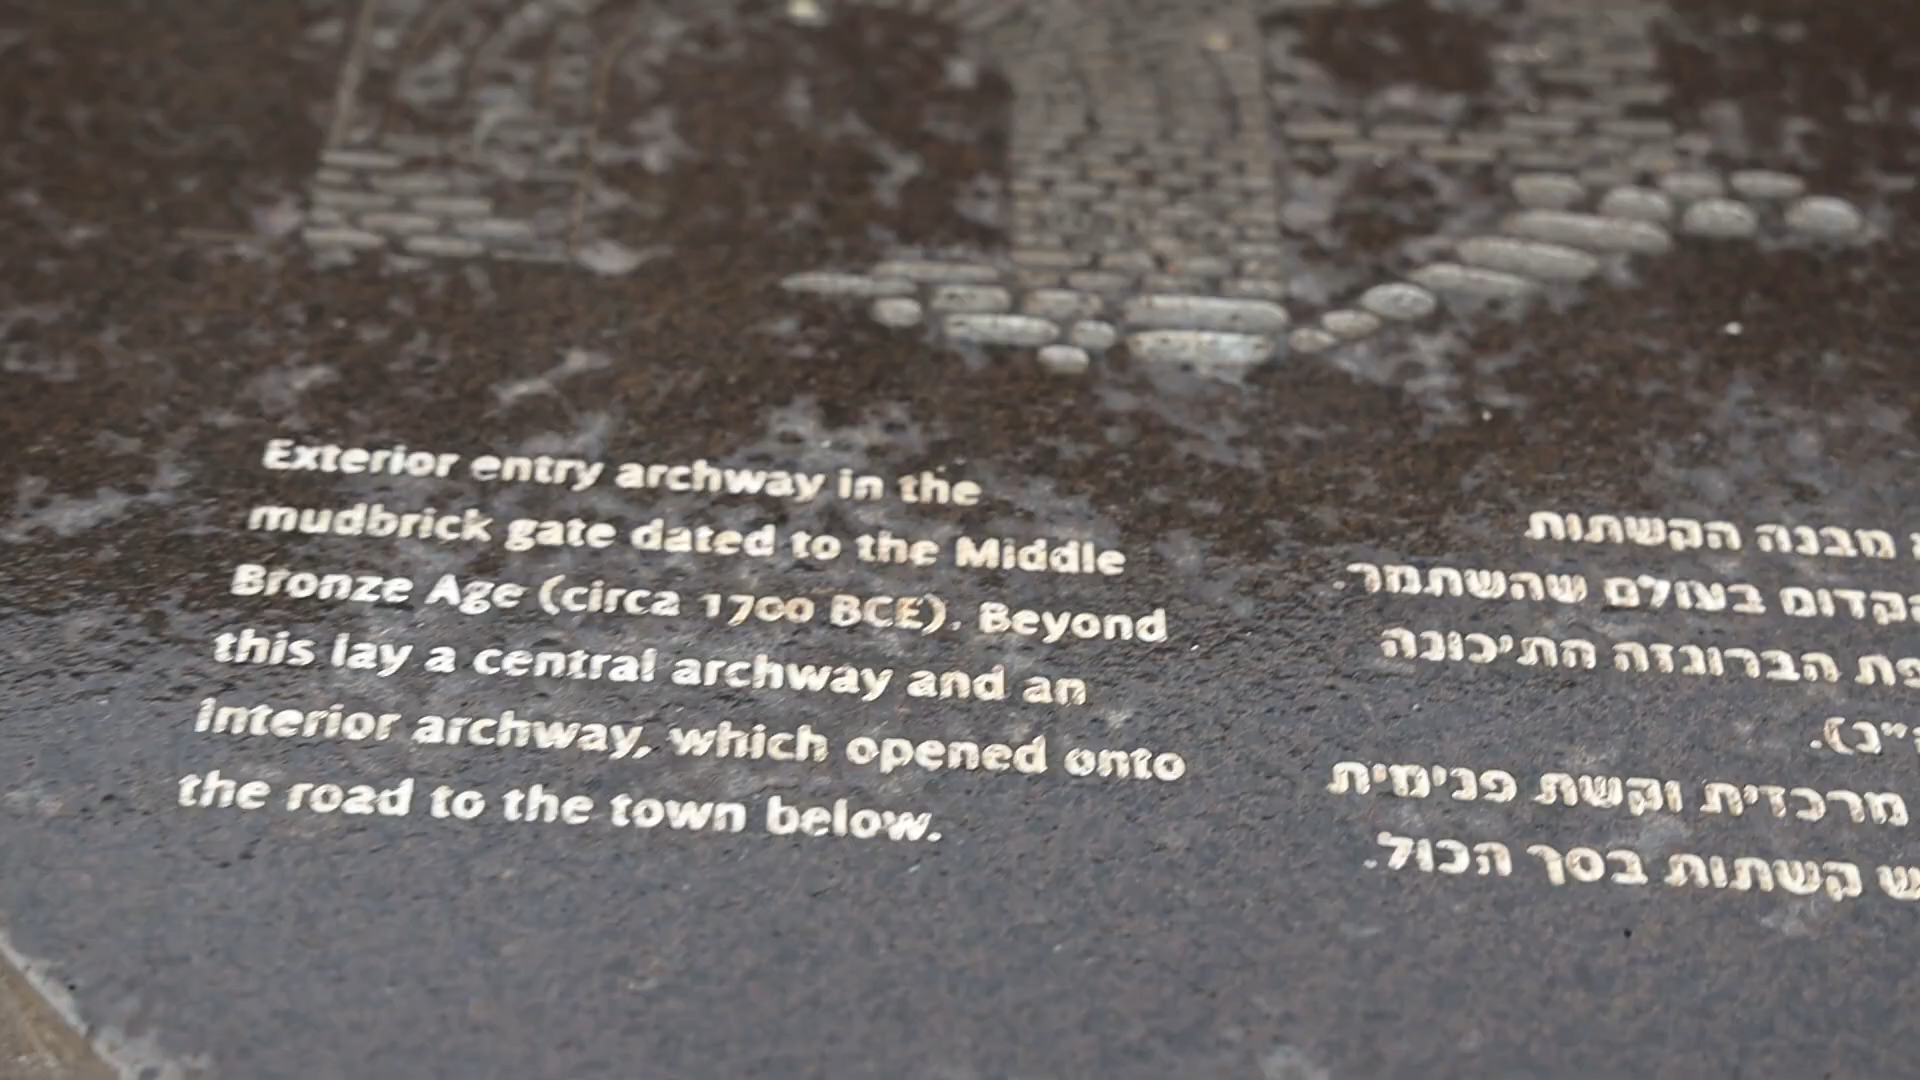 Exterior entry archway in the
mudbrick gate dated to the Middle
Bronze Age (circa 1700 BCE). Beyond
this lay a central archway and an
interior archway, which opened onto
the road to the town below.
מבנה הקשתות
הקדום בעולם שהשתמר.
הברונזה התיכונה
מרכזית וקשת פנימית
קשתות בסך הכול.